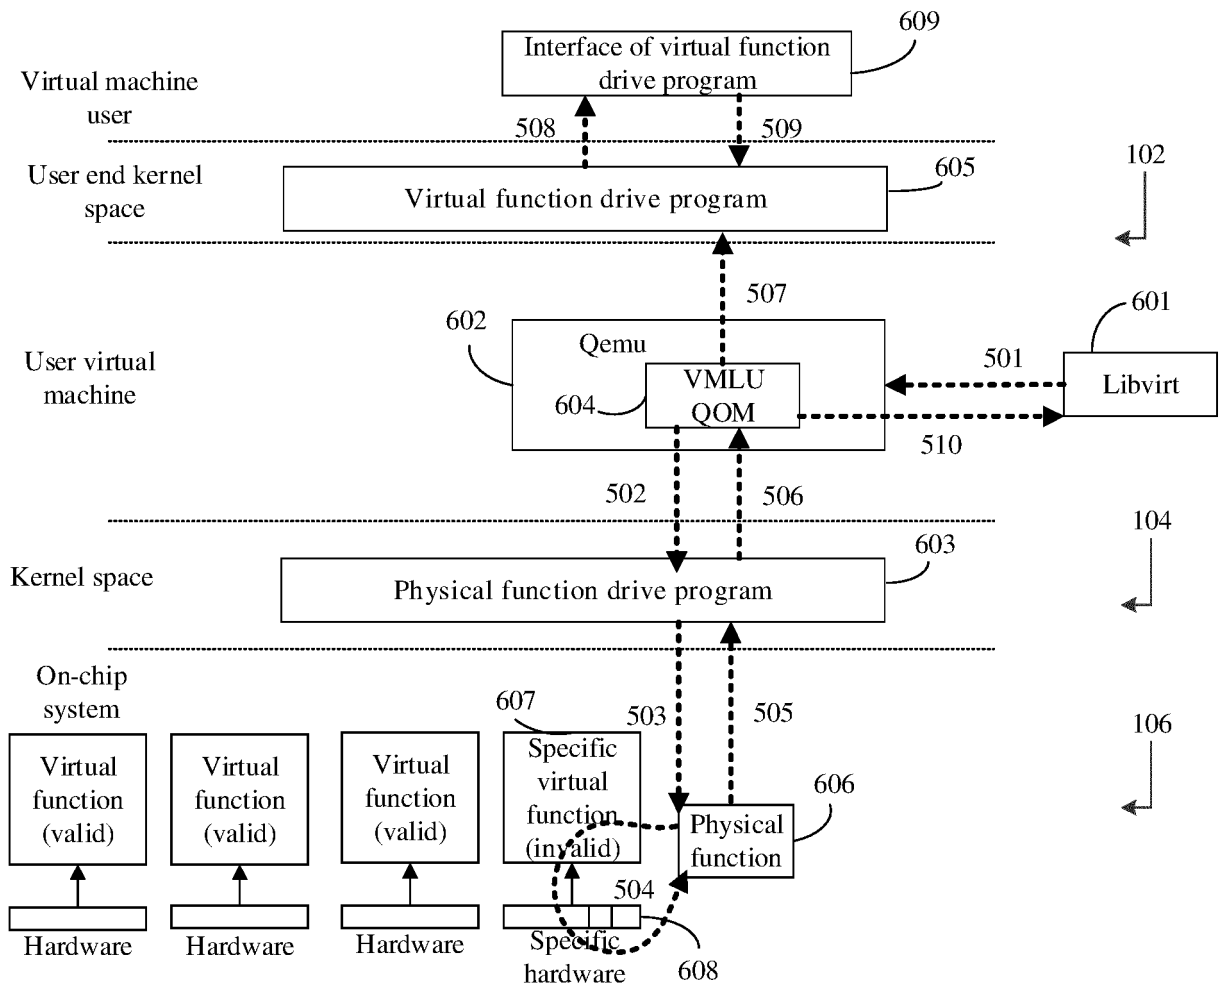 609
Interface of virtual function
drive program
Virtual machine
user
508
509
102
User end kernel
space
605
Virtual function drive program
507
601
602
Qemu
User virtual
machine
604
VMLU
QOM
501
Libvirt
510
502
506
104
603
Kernel space
Physical function drive program
On-chip
system
607
503
505
106
Virtual
function
(valid)
Virtual
function
(valid)
Virtual
function
(valid)
Specific
virtual
function
(invalid)
606
Physical
function
504
Hardware
Hardware
Hardware
Specific
hardware
608